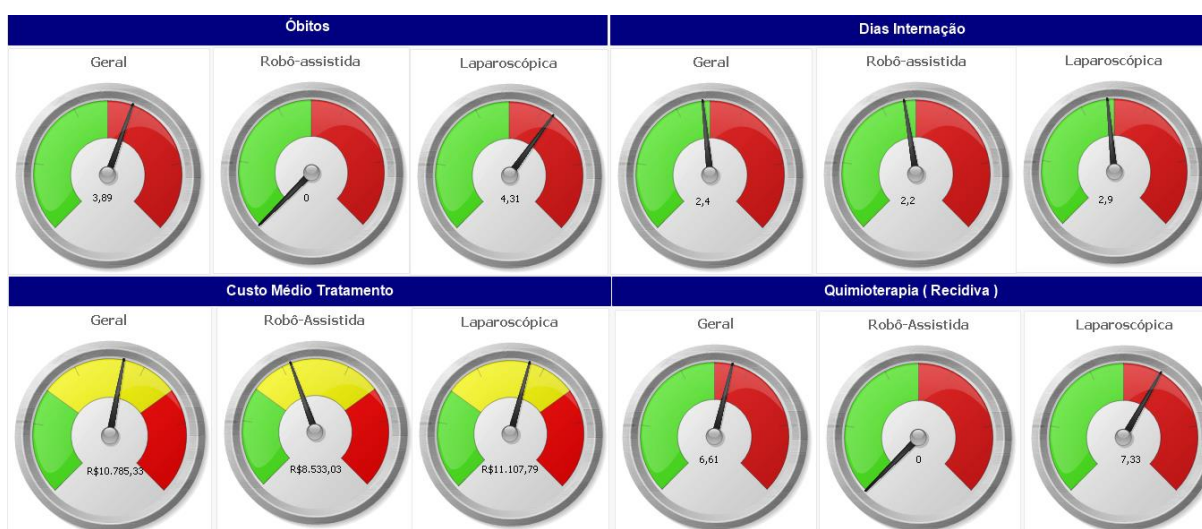 Óbitos
Dias Internação
Geral
Robô-assistida
Laparoscópica
Geral
Robô-assistida
Laparoscópica
3,89
0
4,31
2,4
2,2
2,9
Custo Médio Tratamento
Quimioterapia ( Recidiva )
Geral
Robô-Assistida
Laparoscópica
Geral
Robô-Assistida
Laparoscópica
R$10.785,33
R$8.533,03
R$11.107,79
6,61
0
7,33